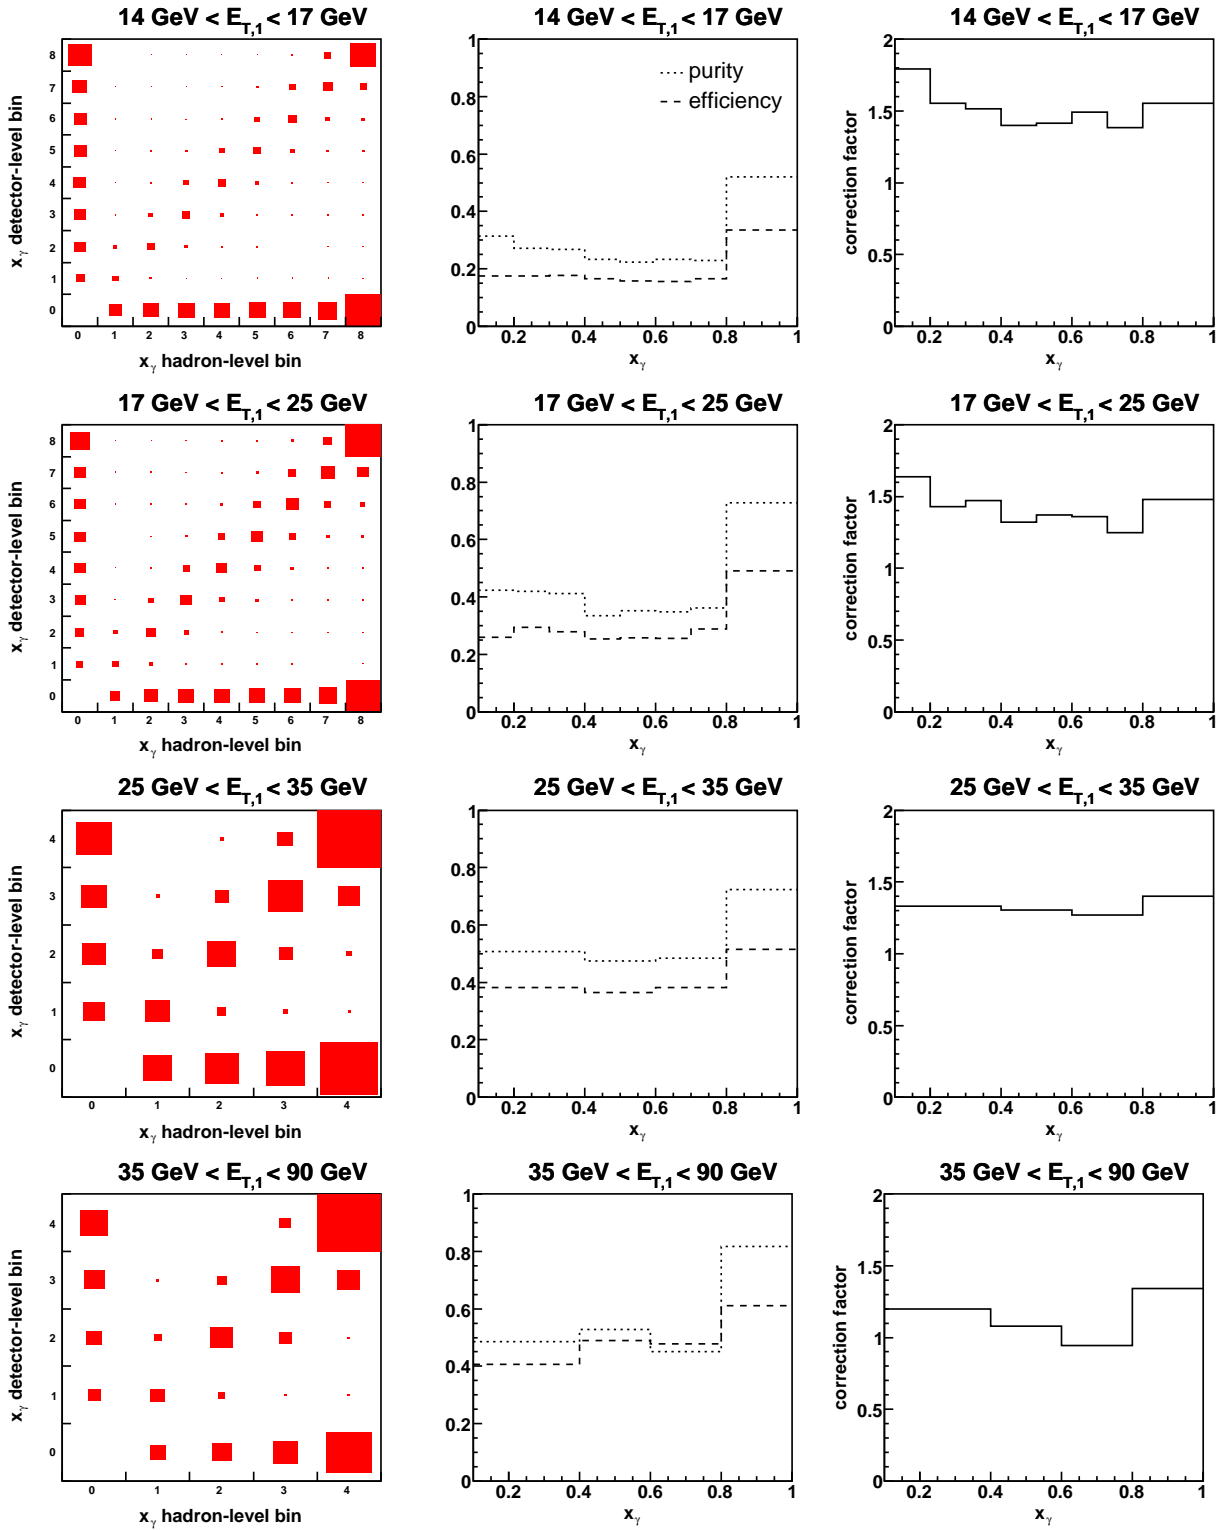 14 GeV < E_T,1 < 17 GeV
x_γ detector-level bin
8
7
6
5
4
3
2
1
0
0 1 2 3 4 5 6 7 8
x_γ hadron-level bin
14 GeV < E_T,1 < 17 GeV
purity
efficiency
1
0.8
0.6
0.4
0.2
0
0.2 0.4 0.6 0.8 1
x_γ
14 GeV < E_T,1 < 17 GeV
correction factor
2
1.5
1
0.5
0
0.2 0.4 0.6 0.8 1
x_γ
17 GeV < E_T,1 < 25 GeV
x_γ detector-level bin
8
7
6
5
4
3
2
1
0
0 1 2 3 4 5 6 7 8
x_γ hadron-level bin
17 GeV < E_T,1 < 25 GeV
1
0.8
0.6
0.4
0.2
0
0.2 0.4 0.6 0.8 1
x_γ
17 GeV < E_T,1 < 25 GeV
correction factor
2
1.5
1
0.5
0
0.2 0.4 0.6 0.8 1
x_γ
25 GeV < E_T,1 < 35 GeV
x_γ detector-level bin
4
3
2
1
0
0 1 2 3 4
x_γ hadron-level bin
25 GeV < E_T,1 < 35 GeV
1
0.8
0.6
0.4
0.2
0
0.2 0.4 0.6 0.8 1
x_γ
25 GeV < E_T,1 < 35 GeV
correction factor
2
1.5
1
0.5
0
0.2 0.4 0.6 0.8 1
x_γ
35 GeV < E_T,1 < 90 GeV
x_γ detector-level bin
4
3
2
1
0
0 1 2 3 4
x_γ hadron-level bin
35 GeV < E_T,1 < 90 GeV
1
0.8
0.6
0.4
0.2
0
0.2 0.4 0.6 0.8 1
x_γ
35 GeV < E_T,1 < 90 GeV
correction factor
2
1.5
1
0.5
0
0.2 0.4 0.6 0.8 1
x_γ